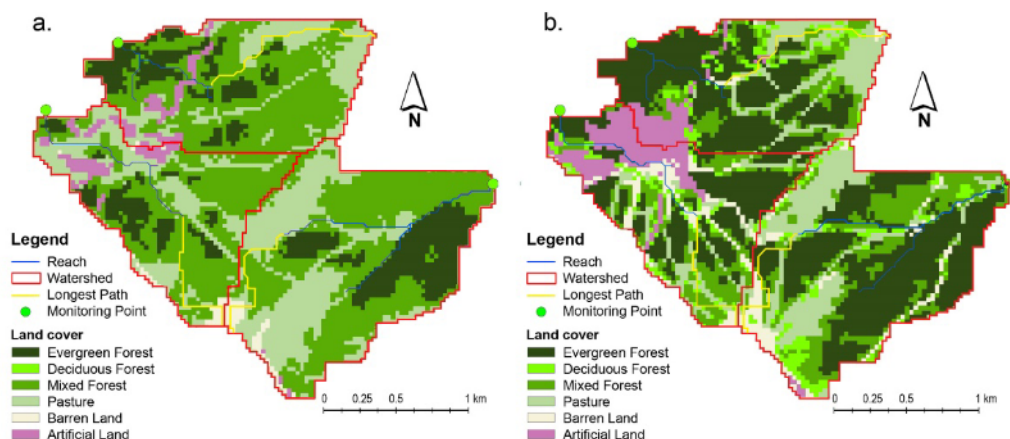 a.
N
Legend
Reach
Watershed
Longest Path
Monitoring Point
Land cover
Evergreen Forest
Deciduous Forest
Mixed Forest
Pasture
Barren Land
Artificial Land
0 0.25 0.5 1 km
b.
N
Legend
Reach
Watershed
Longest Path
Monitoring Point
Land cover
Evergreen Forest
Deciduous Forest
Mixed Forest
Pasture
Barren Land
Artificial Land
0 0.25 0.5 1 km